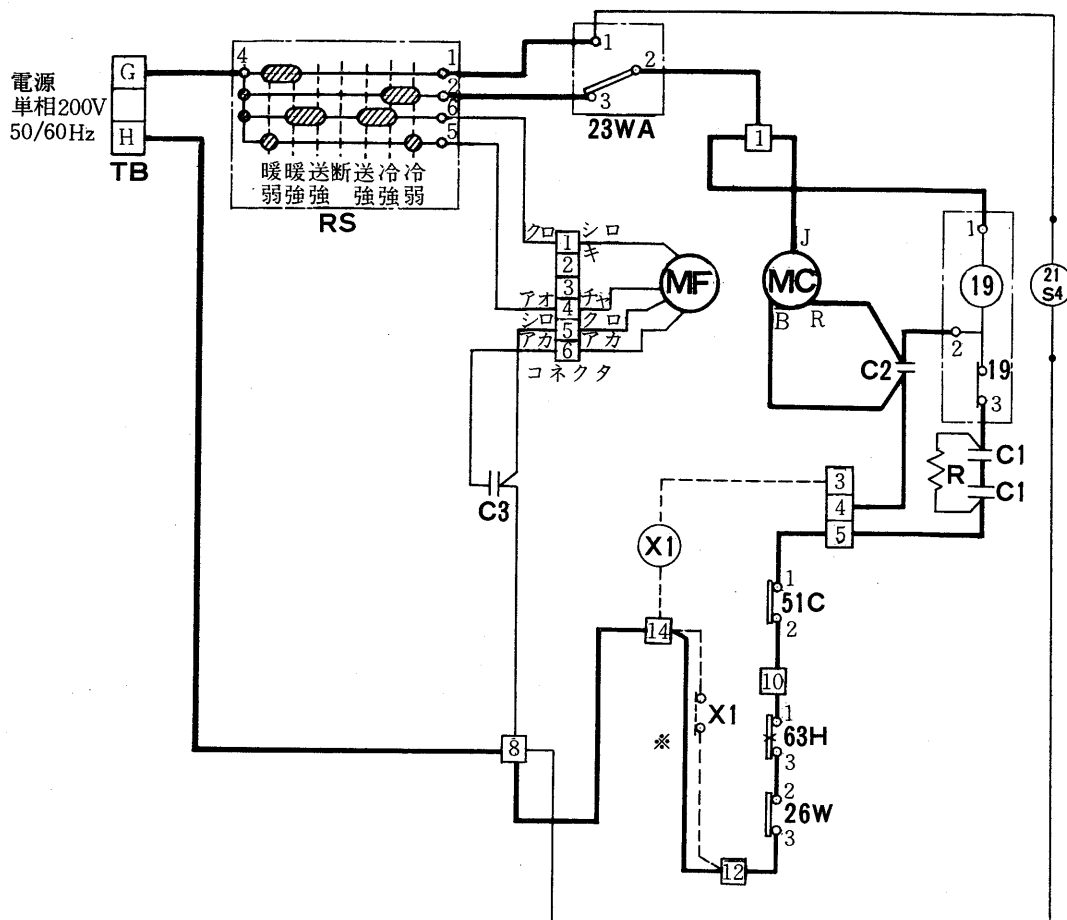 電源
単相200V
50/60Hz
G
H
TB
4
1
2
6
5
暖弱
暖強
送強
断
送強
冷強
冷弱
RS
1
2
3
23WA
1
クロ 1 シロ
2 キ
3
アオ 4 チャ
シロ 5 クロ
アカ 6 アカ
コネクタ
MF
J
MC
B
R
C2
1
19
2
19
3
21
S4
C1
R
C1
C3
3
4
5
X1
1
51C
2
14
10
X1
※
1
63H
3
2
26W
3
8
12